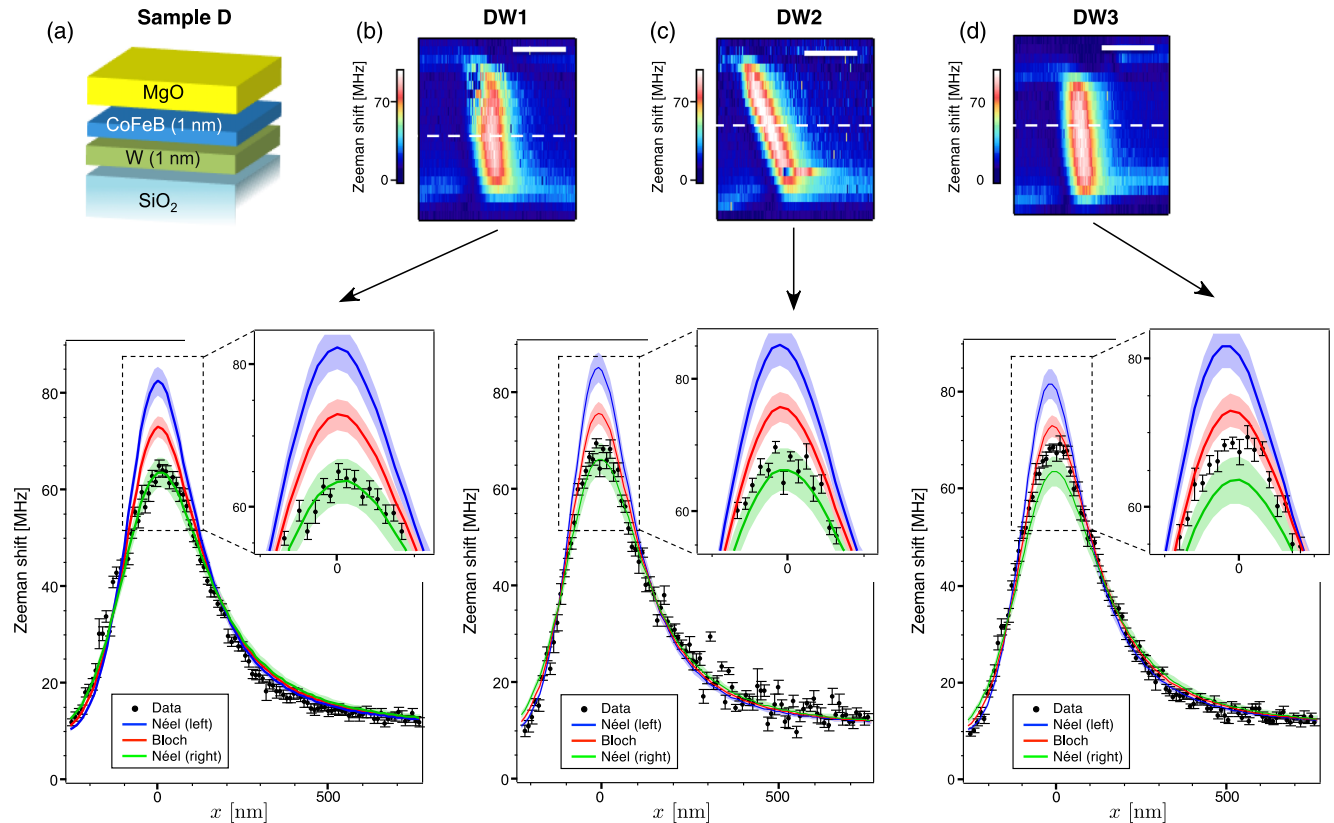 Sample D
DW1
DW2
DW3
(a)
(b)
(c)
(d)
MgO
CoFeB (1 nm)
W (1 nm)
SiO₂
Zeeman shift [MHz]
70
0
Zeeman shift [MHz]
70
0
Zeeman shift [MHz]
70
0
Zeeman shift [MHz]
90
80
60
40
20
0
80
60
0
Data
Néel (left)
Bloch
Néel (right)
0
500
x [nm]
Zeeman shift [MHz]
80
60
40
20
0
80
60
0
Data
Néel (left)
Bloch
Néel (right)
0
500
x [nm]
Zeeman shift [MHz]
80
60
40
20
0
80
60
0
Data
Néel (left)
Bloch
Néel (right)
0
500
x [nm]